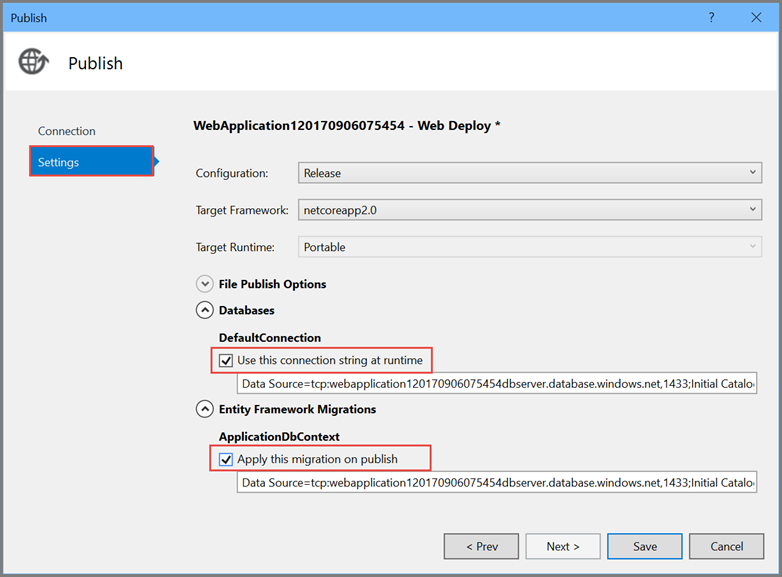 Publish
?
Publish
Connection
Settings
WebApplication120170906075454 - Web Deploy *
Configuration: Release
Target Framework: netcoreapp2.0
Target Runtime: Portable
File Publish Options
Databases
DefaultConnection
Use this connection string at runtime
Data Source=tcp:webapplication120170906075454dbserver.database.windows.net,1433;Initial Catalo
Entity Framework Migrations
ApplicationDbContext
Apply this migration on publish
Data Source=tcp:webapplication120170906075454dbserver.database.windows.net,1433;Initial Catalo
< Prev Next > Save Cancel